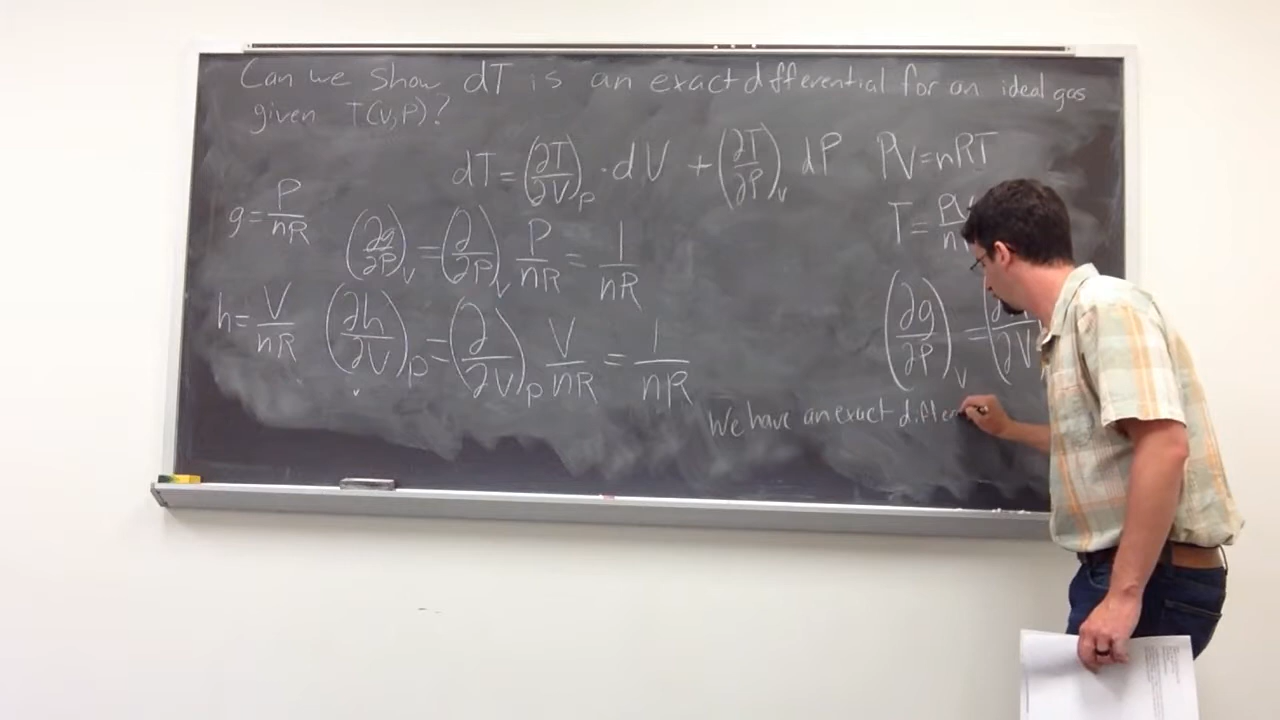 Can we show dT is an exact differential for an ideal gas
given T(V,P)?
dT = (∂T/∂V)_P · dV + (∂T/∂P)_V dP
PV = nRT
T = PV/n
g = P/nR
(∂g/∂P)_V = (∂/∂P)_V P/nR = 1/nR
h = V/nR
(∂h/∂V)_P = (∂/∂V)_P V/nR = 1/nR
(∂g/∂P)_V = (∂ /∂V
We have an exact differ